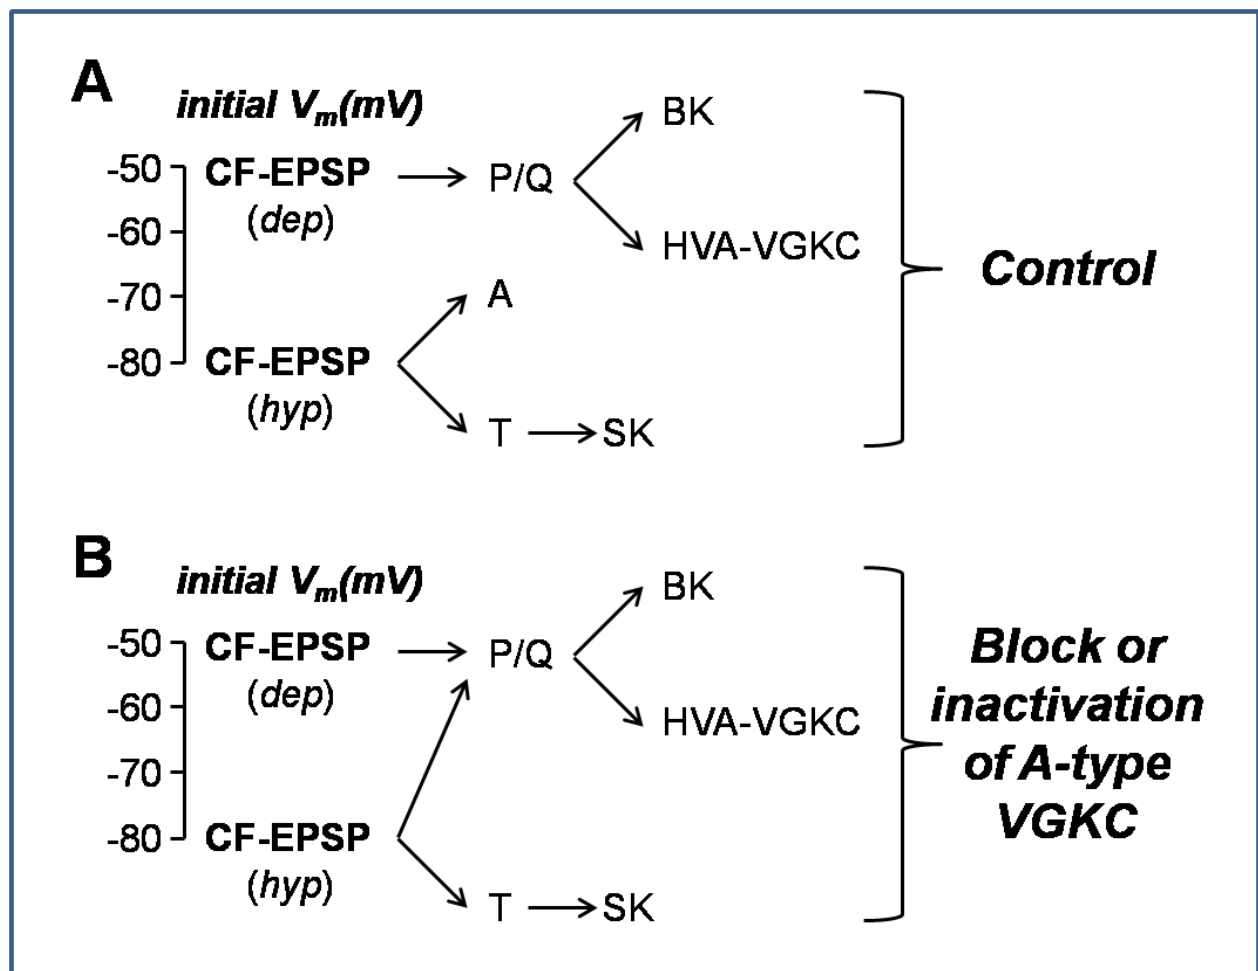 A
initial Vm(mV)
-50 CF-EPSP P/Q BK
(dep)
-60 HVA-VGKC
-70 A
-80 CF-EPSP
(hyp)
T SK
Control
B
initial Vm(mV)
-50 CF-EPSP P/Q BK
(dep)
-60 HVA-VGKC
-70
-80 CF-EPSP
(hyp)
T SK
Block or
inactivation
of A-type
VGKC